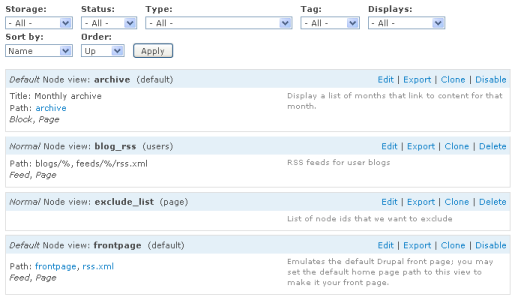 Storage: Status: Type: Tag: Displays:
- All - - All - - All - - All - - All -
Sort by: Order:
Name Up Apply
Default Node view: archive (default) Edit | Export | Clone | Disable
Title: Monthly archive Display a list of months that link to content for that
Path: archive month.
Block, Page
Normal Node view: blog_rss (users) Edit | Export | Clone | Delete
Path: blogs/%, feeds/%/rss.xml RSS feeds for user blogs
Feed, Page
Normal Node view: exclude_list (page) Edit | Export | Clone | Delete
List of node ids that we want to exclude
Default Node view: frontpage (default) Edit | Export | Clone | Disable
Emulates the default Drupal front page; you may
Path: frontpage, rss.xml set the default home page path to this view to
Feed, Page make it your front page.